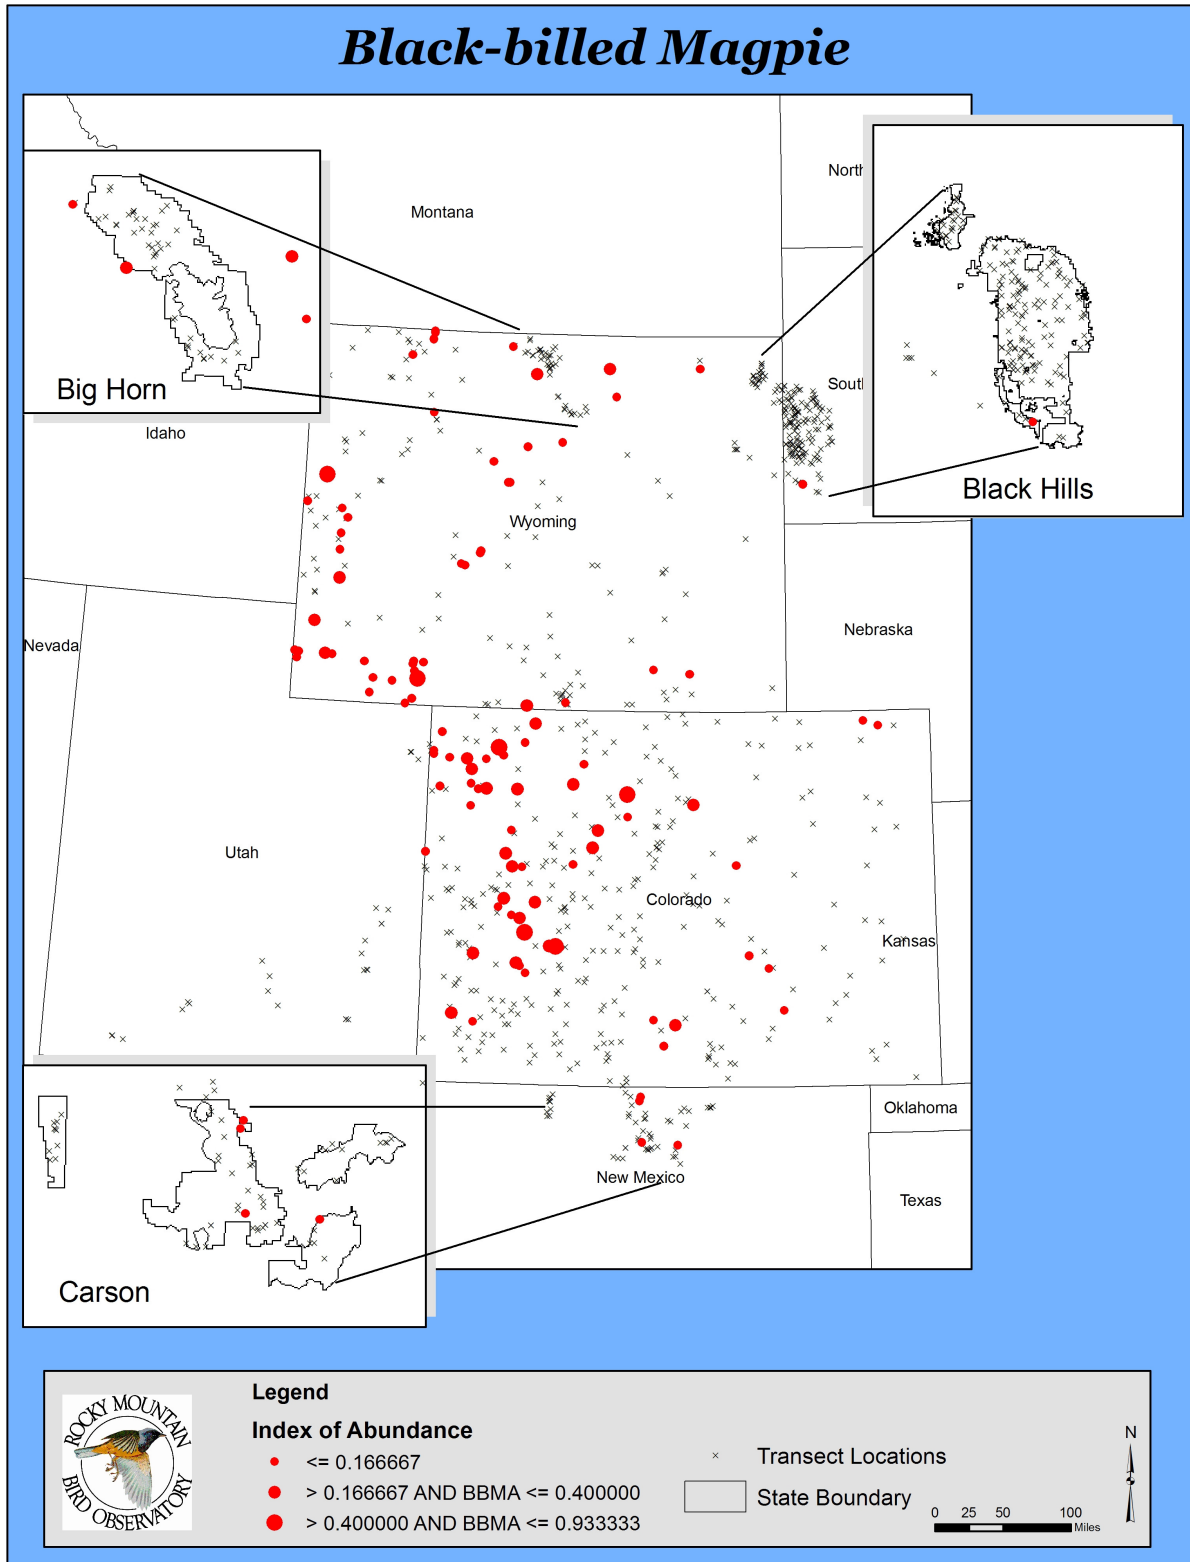 Black-billed Magpie
Montana
North
Big Horn
Idaho
South
Black Hills
Wyoming
Nevada
Nebraska
Utah
Colorado
Kansas
Oklahoma
New Mexico
Texas
Carson
ROCKY MOUNTAIN
BIRD OBSERVATORY
Legend
Index of Abundance
<= 0.166667
> 0.166667 AND BBMA <= 0.400000
> 0.400000 AND BBMA <= 0.933333
Transect Locations
State Boundary
N
0 25 50 100
Miles